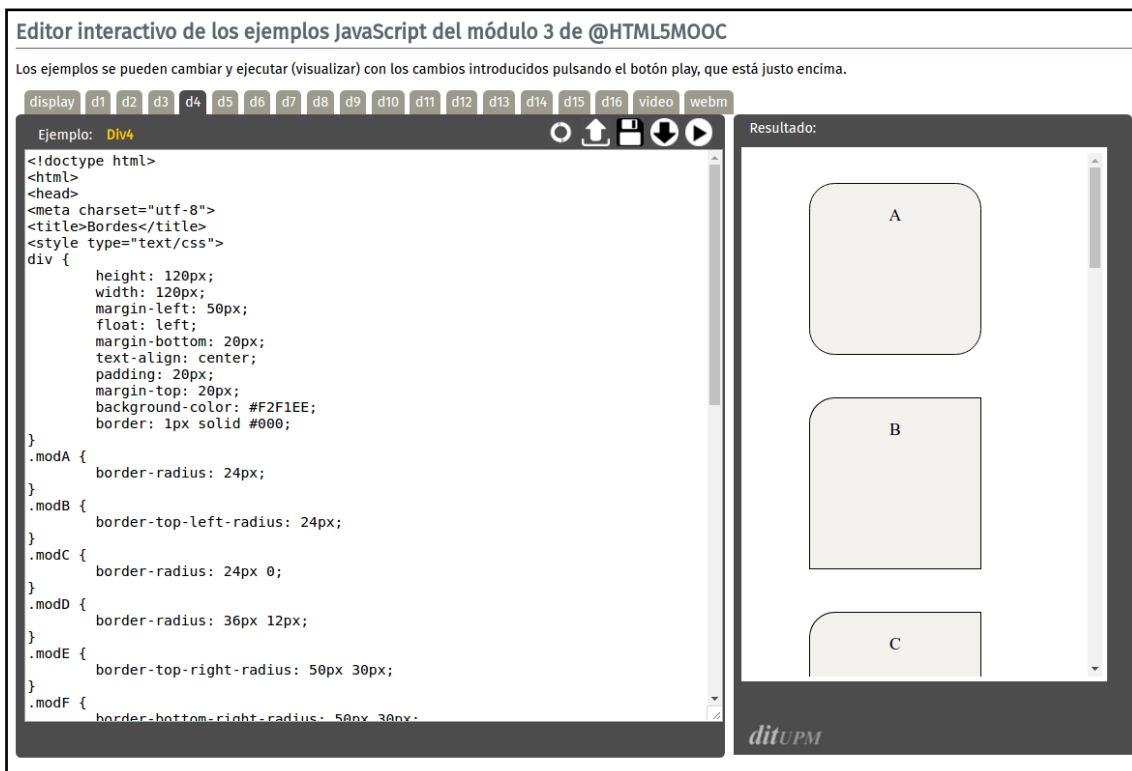 Editor interactivo de los ejemplos JavaScript del módulo 3 de @HTML5MOOC
Los ejemplos se pueden cambiar y ejecutar (visualizar) con los cambios introducidos pulsando el botón play, que está justo encima.
display d1 d2 d3 d4 d5 d6 d7 d8 d9 d10 d11 d12 d13 d14 d15 d16 video webm
Ejemplo: Div4
<!doctype html>
<html>
<head>
<meta charset="utf-8">
<title>Bordes</title>
<style type="text/css">
div {
height: 120px;
width: 120px;
margin-left: 50px;
float: left;
margin-bottom: 20px;
text-align: center;
padding: 20px;
margin-top: 20px;
background-color: #F2F1EE;
border: 1px solid #000;
}
.modA {
border-radius: 24px;
}
.modB {
border-top-left-radius: 24px;
}
.modC {
border-radius: 24px 0;
}
.modD {
border-radius: 36px 12px;
}
.modE {
border-top-right-radius: 50px 30px;
}
.modF {
border-bottom-right-radius: 50px 30px;
Resultado:
A
B
C
ditUPM